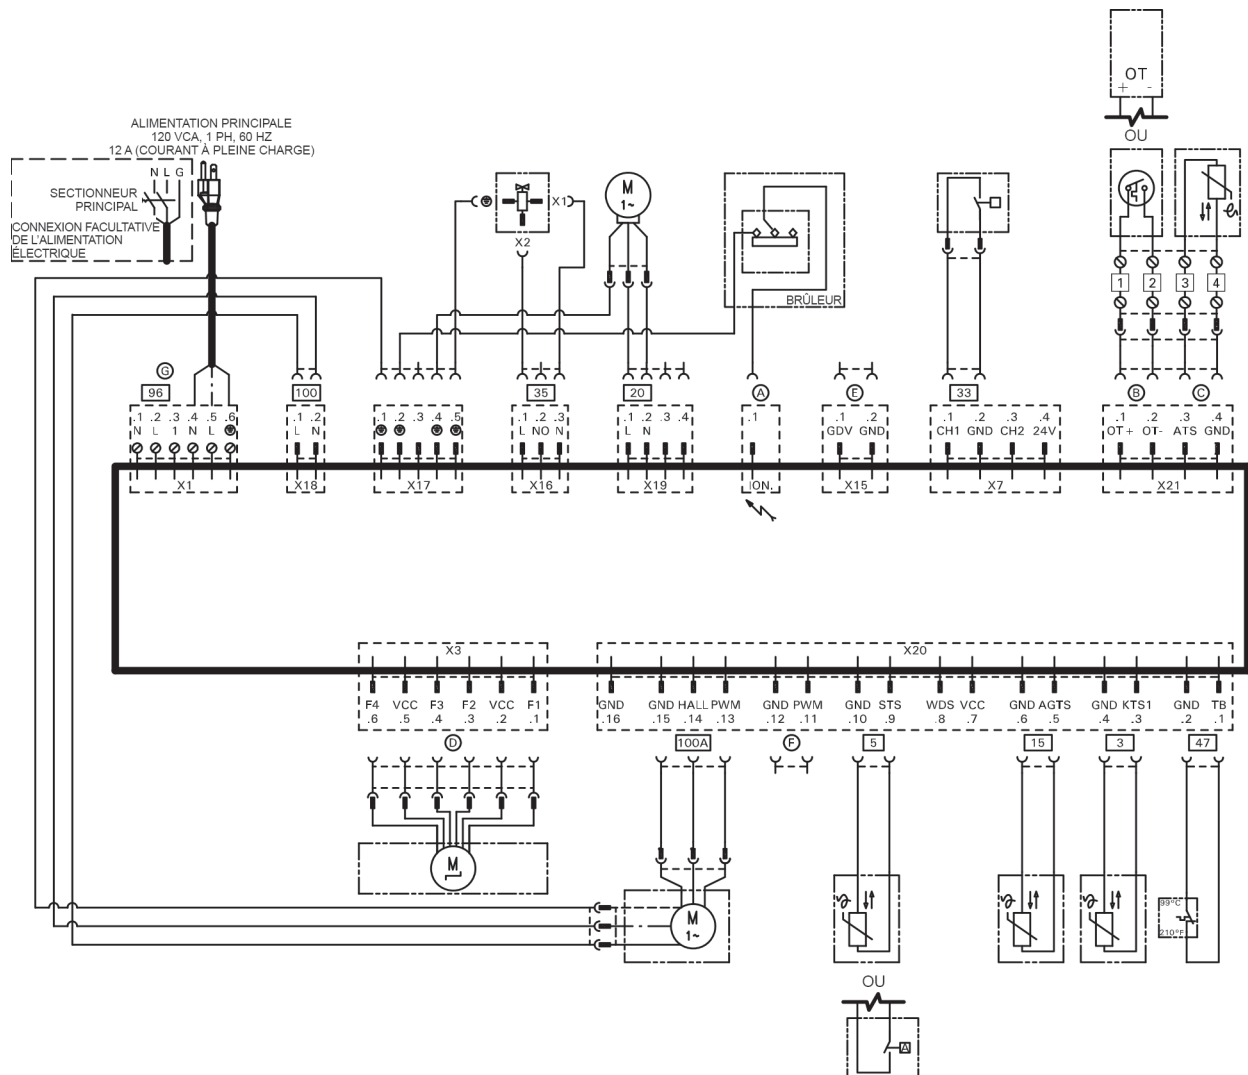 OT
+ -
OU
ALIMENTATION PRINCIPALE
120 VCA, 1 PH, 60 HZ
12 A (COURANT À PLEINE CHARGE)
N L G
SECTIONNEUR
PRINCIPAL
CONNEXION FACULTATIVE
DE L'ALIMENTATION
ÉLECTRIQUE
X1
X2
M
1~
BRÛLEUR
1 2 3 4
G
96
100
35
20
A
E
33
B
C
.1 .2 .3 .4 .5 .6
N L 1 N L
X1
.1 .2
L N
X18
.1 .2 .3 .4 .5
X17
.1 .2 .3
L NO N
X16
.1 .2 .3 .4
L N
X19
.1
ION.
.1 .2
GDV GND
X15
.1 .2 .3 .4
CH1 GND CH2 24V
X7
.1 .2 .3 .4
OT+ OT- ATS GND
X21
X3
F4 VCC F3 F2 VCC F1
.6 .5 .4 .3 .2 .1
D
X20
GND GND HALL PWM GND PWM GND STS WDS VCC GND AGTS GND KTS1 GND TB
.16 .15 .14 .13 .12 .11 .10 .9 .8 .7 .6 .5 .4 .3 .2 .1
100A
F
5
15
3
47
M
M
1~
99°C
210°F
OU
A